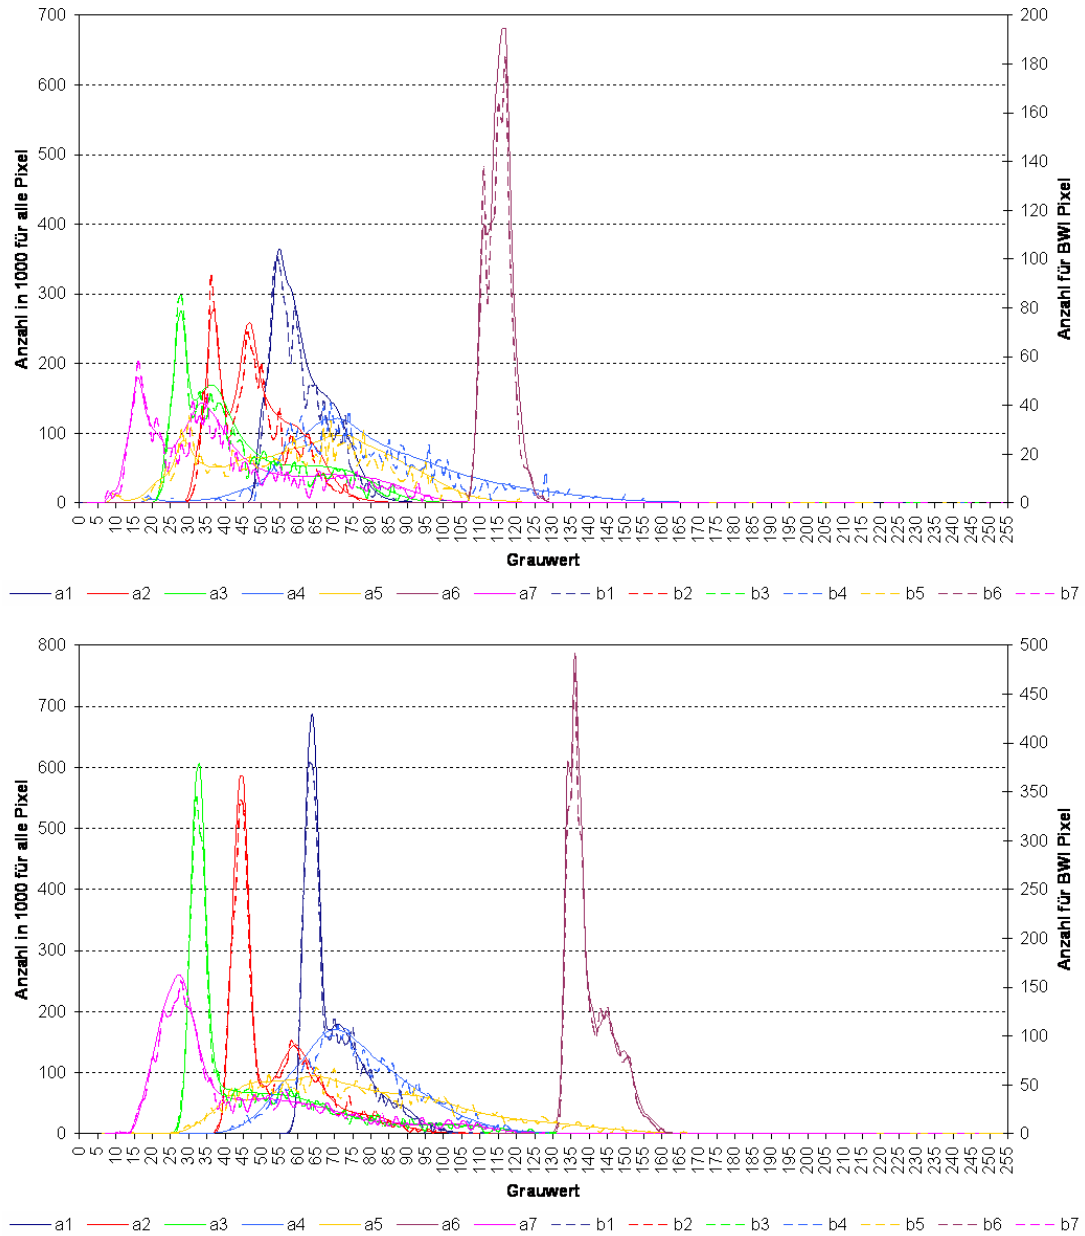 700 600 500 400 300 200 100 0
Anzahl in 1000 für alle Pixel
200 180 160 140 120 100 80 60 40 20 0
Anzahl für BWI Pixel
0 5 10 15 20 25 30 35 40 45 50 55 60 65 70 75 80 85 90 95 100 105 110 115 120 125 130 135 140 145 150 155 160 165 170 175 180 185 190 195 200 205 210 215 220 225 230 235 240 245 250 255
Grauwert
a1 a2 a3 a4 a5 a6 a7 b1 b2 b3 b4 b5 b6 b7
800 700 600 500 400 300 200 100 0
Anzahl in 1000 für alle Pixel
500 450 400 350 300 250 200 150 100 50 0
Anzahl für BWI Pixel
0 5 10 15 20 25 30 35 40 45 50 55 60 65 70 75 80 85 90 95 100 105 110 115 120 125 130 135 140 145 150 155 160 165 170 175 180 185 190 195 200 205 210 215 220 225 230 235 240 245 250 255
Grauwert
a1 a2 a3 a4 a5 a6 a7 b1 b2 b3 b4 b5 b6 b7